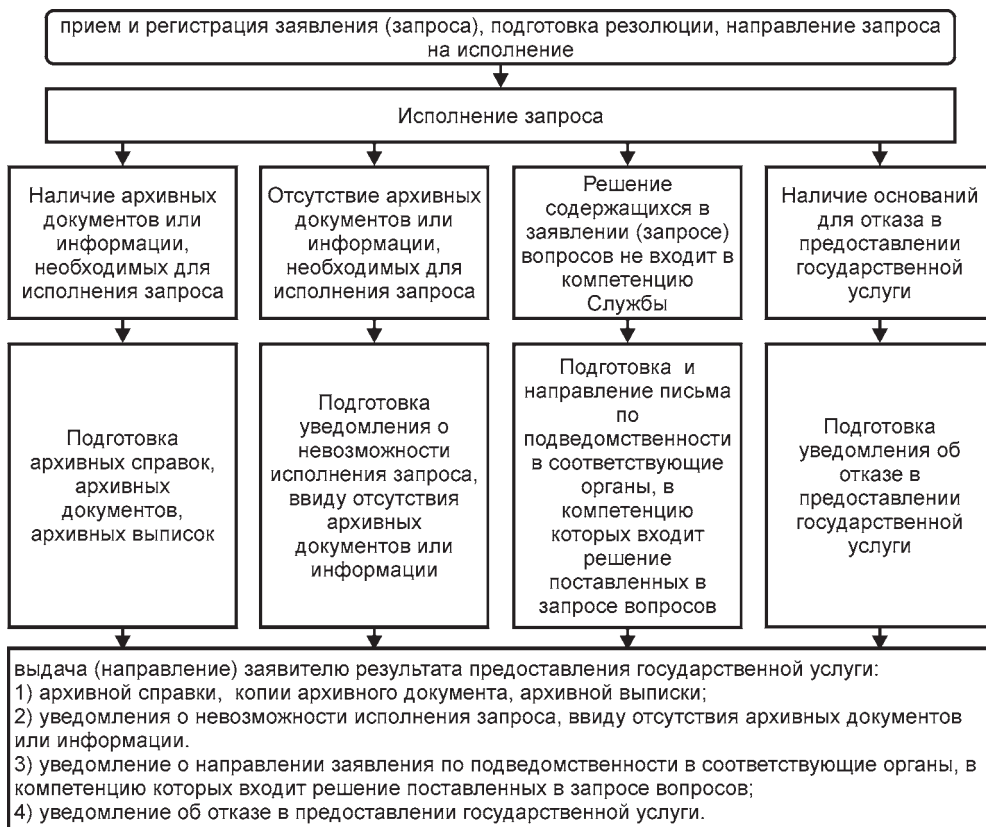 прием и регистрация заявления (запроса), подготовка резолюции, направление запроса
на исполнение
Исполнение запроса
Наличие архивных
документов или
информации,
необходимых для
исполнения запроса
Отсутствие архивных
документов или
информации,
необходимых для
исполнения запроса
Решение
содержащихся в
заявлении (запросе)
вопросов не входит в
компетенцию
Службы
Наличие оснований
для отказа в
предоставлении
государственной
услуги
Подготовка
архивных справок,
архивных
документов,
архивных выписок
Подготовка
уведомления о
невозможности
исполнения запроса,
ввиду отсутствия
архивных
документов или
информации
Подготовка и
направление письма
по
подведомственности
в соответствующие
органы, в
компетенцию
которых входит
решение
поставленных в
запросе вопросов
Подготовка
уведомления об
отказе в
предоставлении
государственной
услуги
выдача (направление) заявителю результата предоставления государственной услуги:
1) архивной справки, копии архивного документа, архивной выписки;
2) уведомления о невозможности исполнения запроса, ввиду отсутствия архивных документов
или информации.
3) уведомление о направлении заявления по подведомственности в соответствующие органы, в
компетенцию которых входит решение поставленных в запросе вопросов;
4) уведомление об отказе в предоставлении государственной услуги.